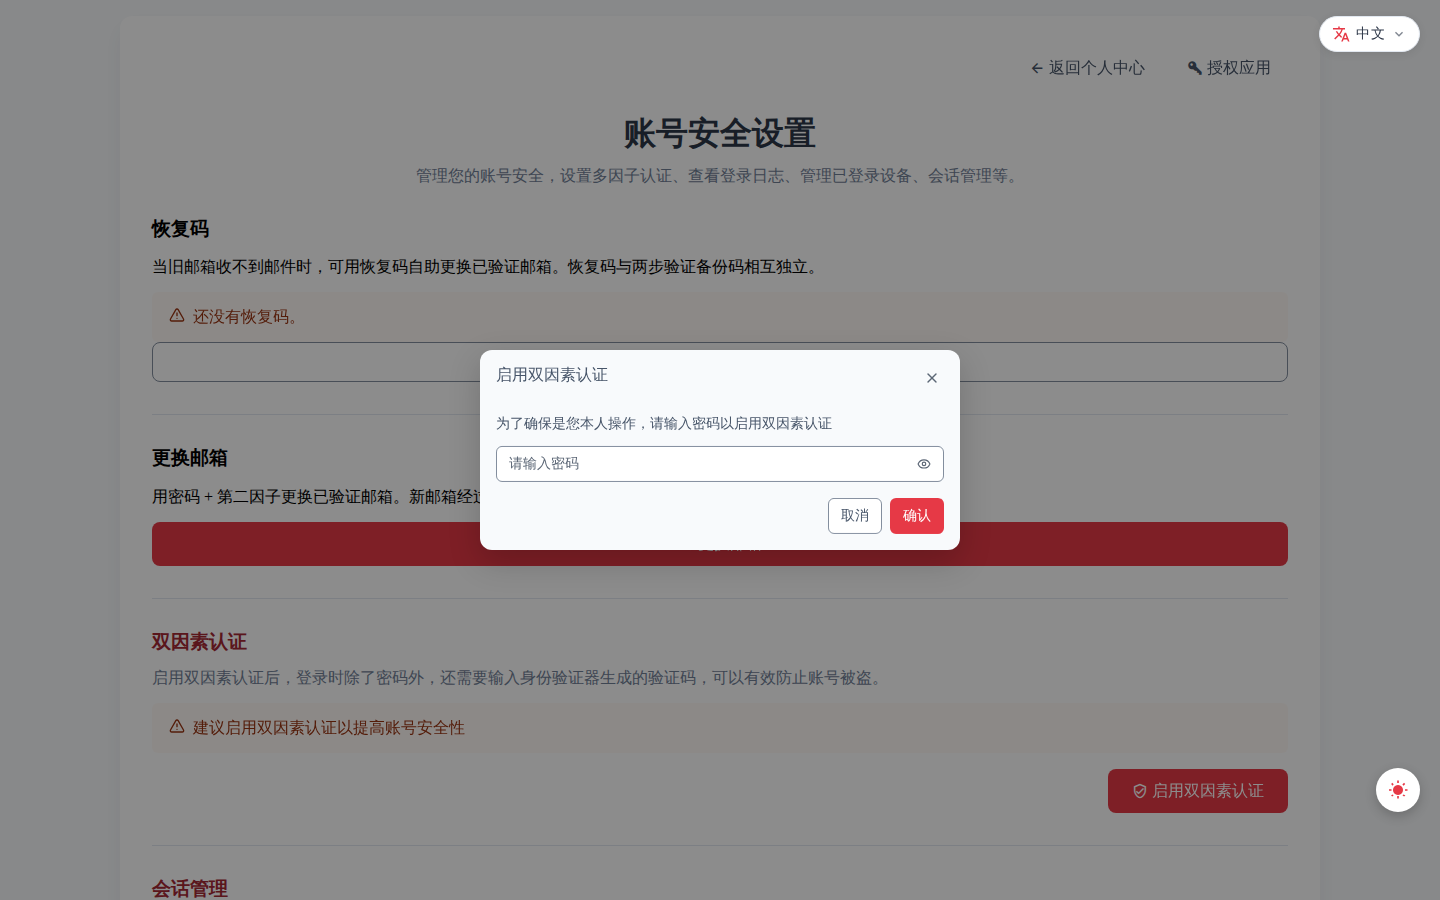 中文
返回个人中心
授权应用
账号安全设置
管理您的账号安全，设置多因子认证、查看登录日志、管理已登录设备、会话管理等。
恢复码
当旧邮箱收不到邮件时，可用恢复码自助更换已验证邮箱。恢复码与两步验证备份码相互独立。
还没有恢复码。
启用双因素认证
为了确保是您本人操作，请输入密码以启用双因素认证
请输入密码
取消
确认
更换邮箱
用密码 + 第二因子更换已验证邮箱。新邮箱经
双因素认证
启用双因素认证后，登录时除了密码外，还需要输入身份验证器生成的验证码，可以有效防止账号被盗。
建议启用双因素认证以提高账号安全性
启用双因素认证
会话管理